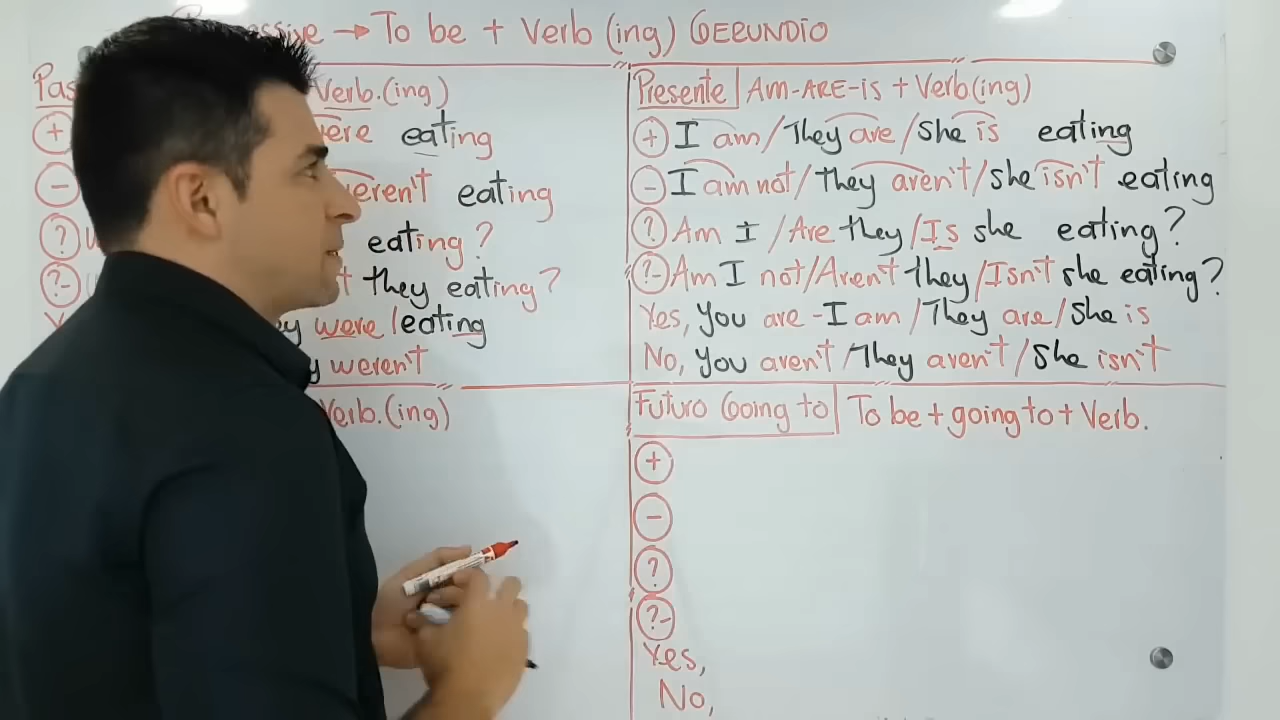 → To be + Verb (ing) GERUNDIO
Verb.(ing)
eating
weren't eating
eating?
they eating?
were / eating
weren't
Presente Am-ARE-is + Verb(ing)
+ I am / They are / She is eating
- I am not / They aren't / she isn't eating
? Am I / Are they / Is she eating?
?- Am I not / Aren't they / Isn't she eating?
Yes, you are - I am / They are / She is
No, you aren't / They aren't / She isn't
Verb.(ing)
Futuro Going to To be + going to + Verb.
+
-
?
?-
Yes,
No,